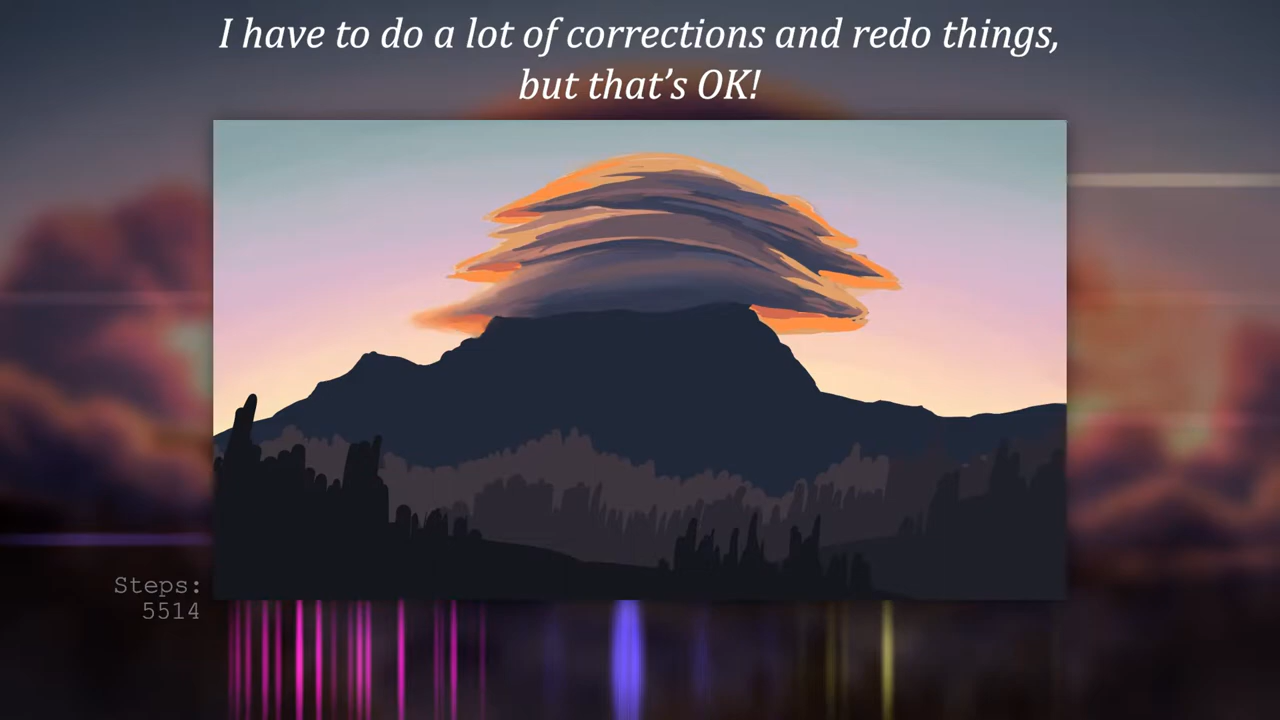 I have to do a lot of corrections and redo things,
but that’s OK!
Steps:
5514